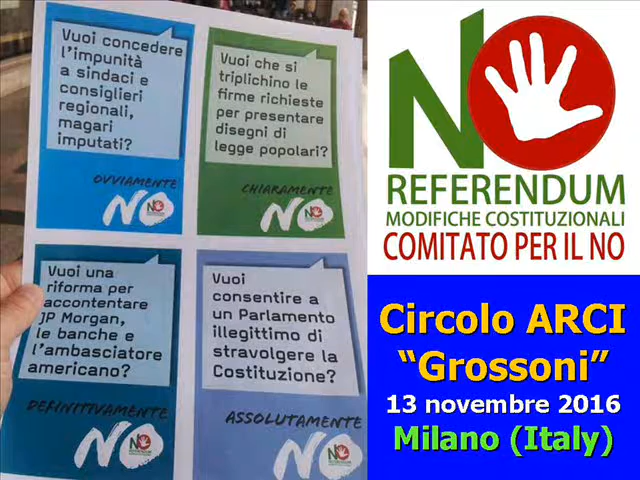 Vuoi concedere
l'impunità
a sindaci e
consiglieri
regionali,
magari
imputati?
OVVIAMENTE
NO
Vuoi che si
triplichino le
firme richieste
per presentare
disegni di
legge popolari?
CHIARAMENTE
NO
Vuoi una
riforma per
accontentare
JP Morgan,
le banche e
l'ambasciatore
americano?
DEFINITIVAMENTE
NO
Vuoi
consentire a
un Parlamento
illegittimo di
stravolgere la
Costituzione?
ASSOLUTAMENTE
NO
REFERENDUM
NO
REFERENDUM
MODIFICHE COSTITUZIONALI
COMITATO PER IL NO
Circolo ARCI
“Grossoni”
13 novembre 2016
Milano (Italy)